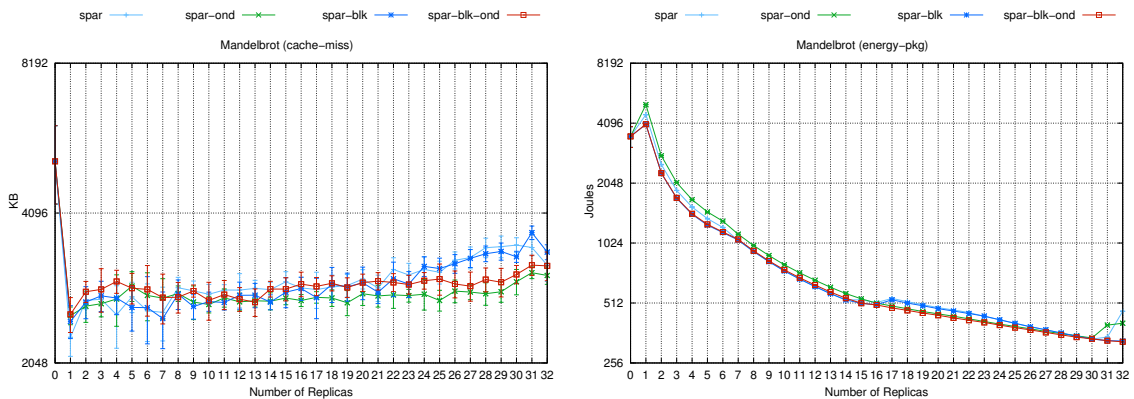 spar spar-ond spar-blk spar-blk-ond
Mandelbrot (cache-miss)
8192
4096
2048
KB
0 1 2 3 4 5 6 7 8 9 10 11 12 13 14 15 16 17 18 19 20 21 22 23 24 25 26 27 28 29 30 31 32
Number of Replicas
spar spar-ond spar-blk spar-blk-ond
Mandelbrot (energy-pkg)
8192
4096
2048
1024
512
256
Joules
0 1 2 3 4 5 6 7 8 9 10 11 12 13 14 15 16 17 18 19 20 21 22 23 24 25 26 27 28 29 30 31 32
Number of Replicas